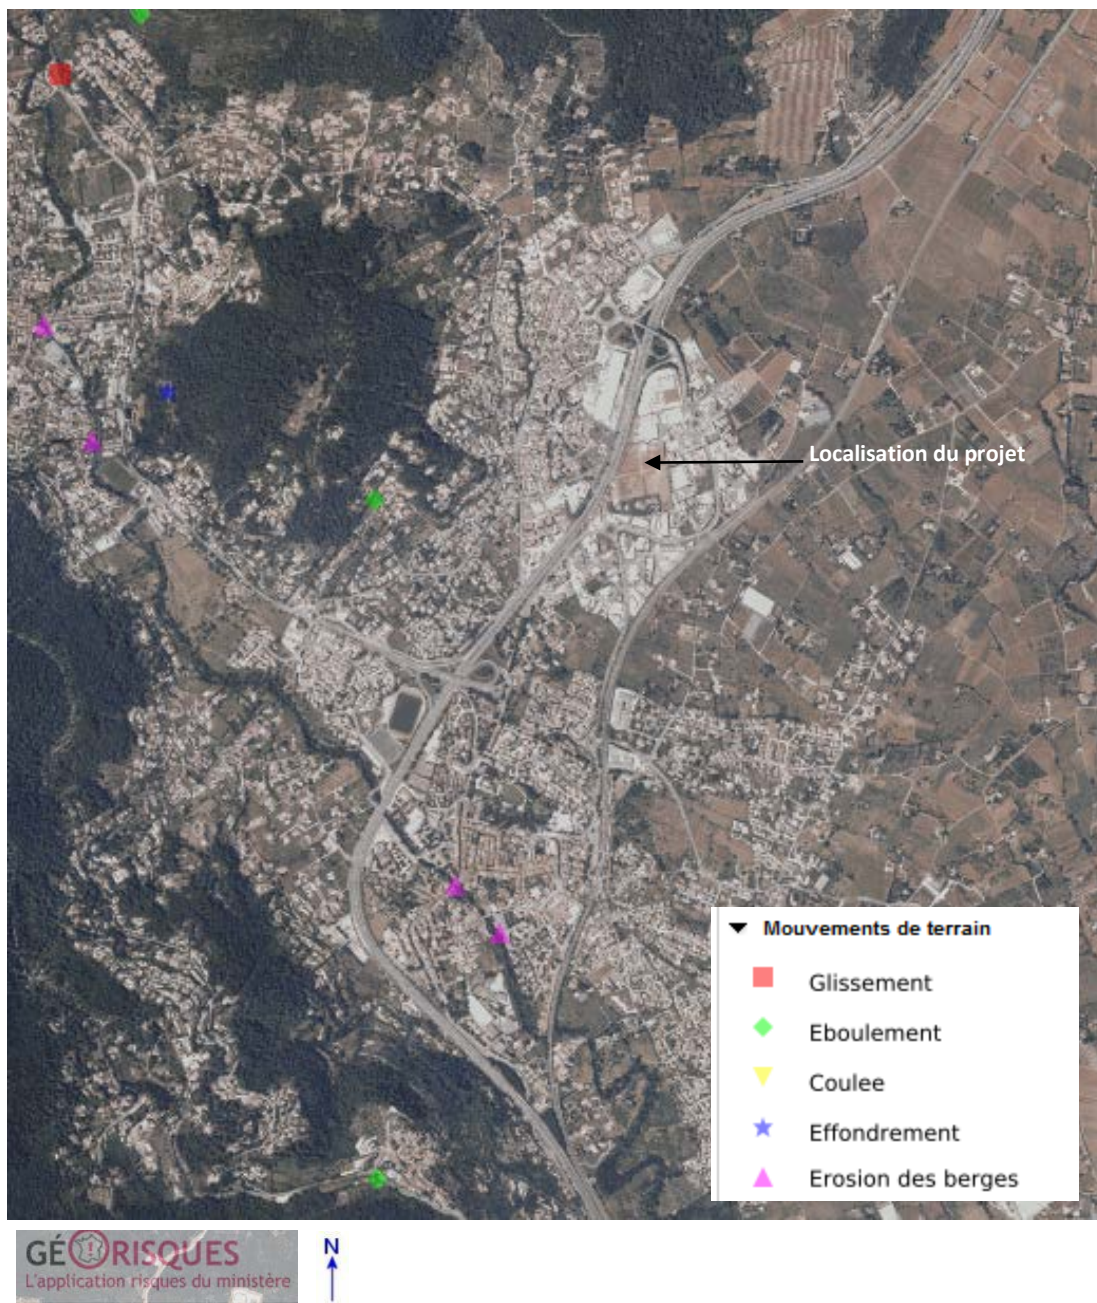 Localisation du projet
Mouvements de terrain
Glissement
Eboulement
Coulee
Effondrement
Erosion des berges
GÉORISQUES
L'application risques du ministère
N